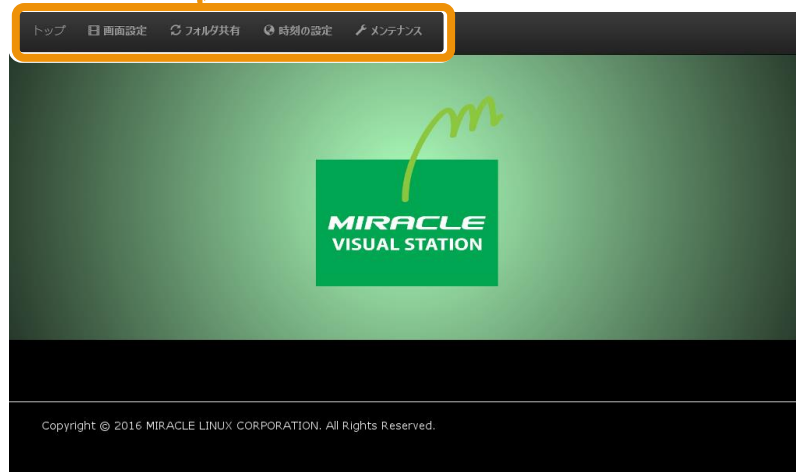 トップ 画面設定 フォルダ共有 時刻の設定 メンテナンス
MIRACLE
VISUAL STATION
Copyright © 2016 MIRACLE LINUX CORPORATION. All Rights Reserved.